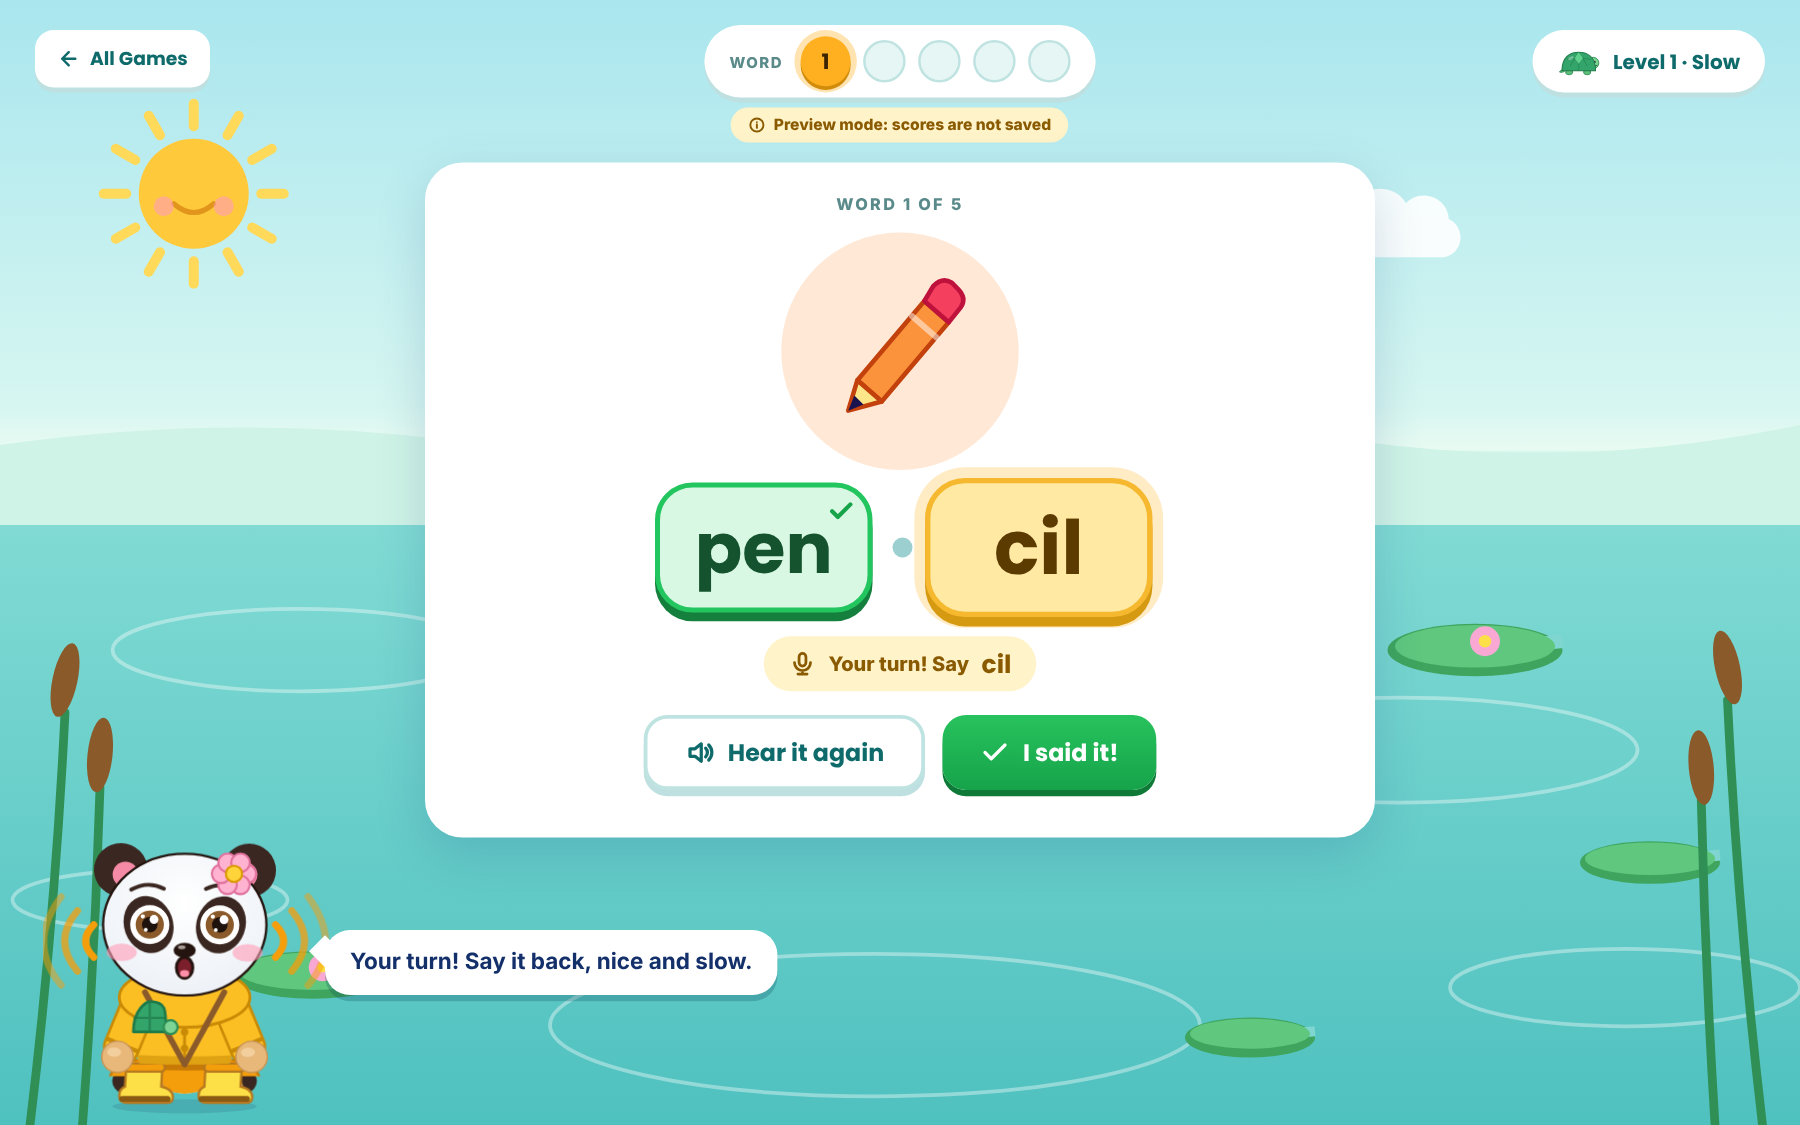 All Games
WORD 1
Level 1 · Slow
Preview mode: scores are not saved
WORD 1 OF 5
pen · cil
Your turn! Say cil
Hear it again
I said it!
Your turn! Say it back, nice and slow.